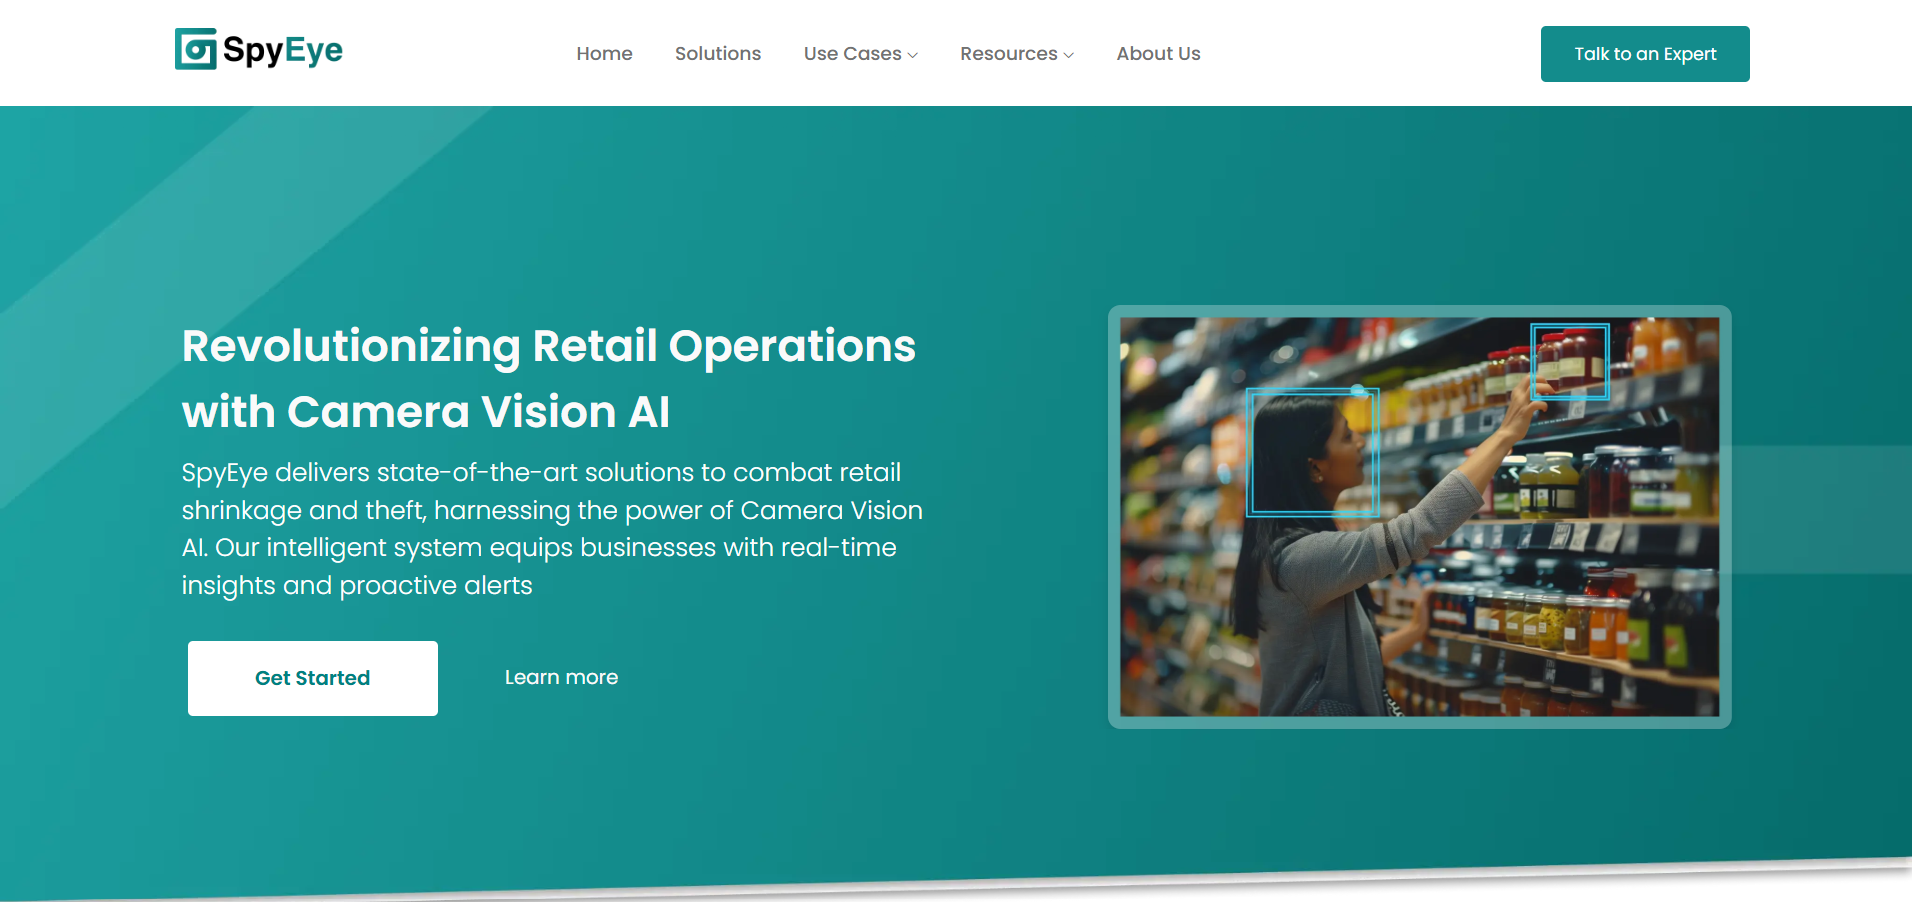 SpyEye
Home
Solutions
Use Cases
Resources
About Us
Talk to an Expert
Revolutionizing Retail Operations
with Camera Vision AI
SpyEye delivers state-of-the-art solutions to combat retail
shrinkage and theft, harnessing the power of Camera Vision
AI. Our intelligent system equips businesses with real-time
insights and proactive alerts
Get Started
Learn more